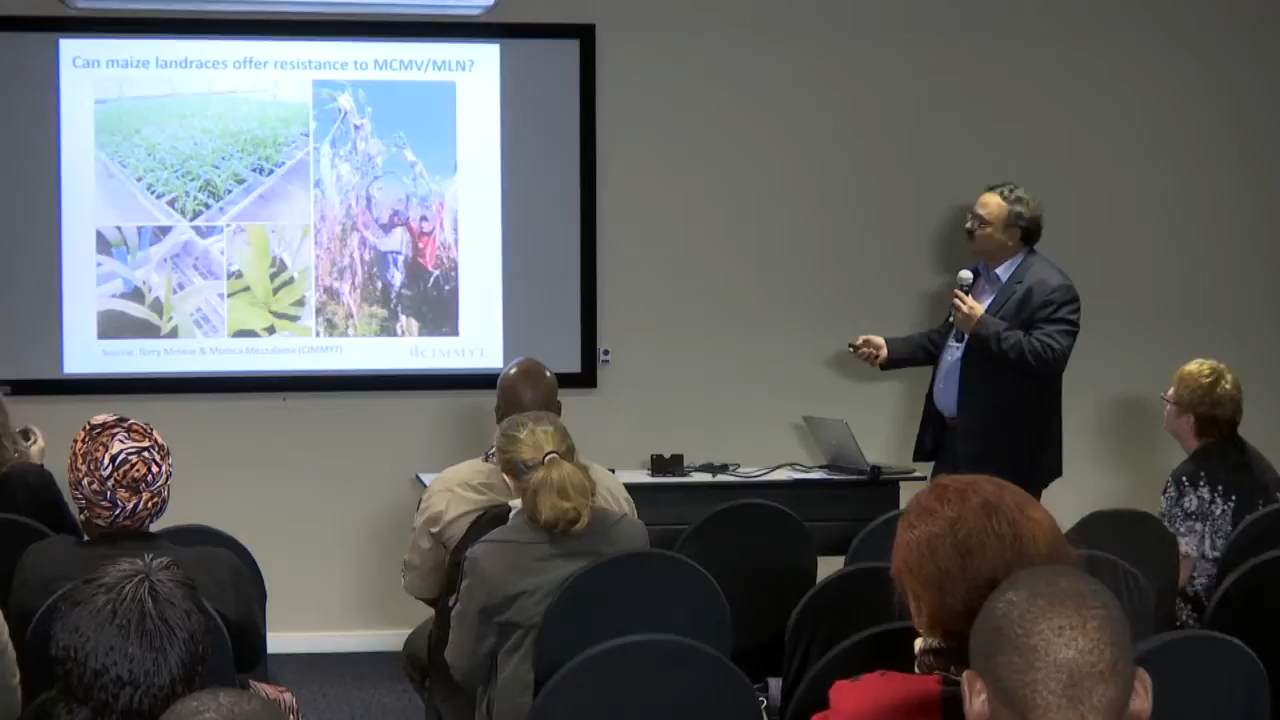 Can maize landraces offer resistance to MCMV/MLN?
Source: Terry Molnar & Monica Mezzalama (CIMMYT)
CIMMYT